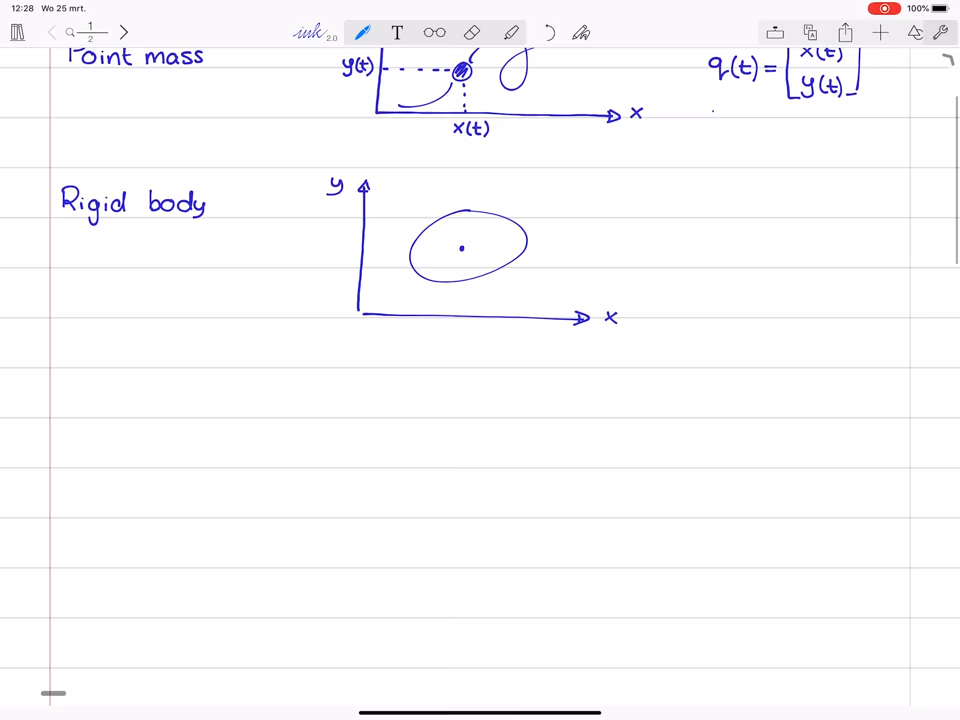 12:28 Wo 25 mrt. 100%
1/2 ink 2.0 T
Point mass y(t) q(t) = [x(t)
y(t)]
x
x(t)
y
Rigid body
x